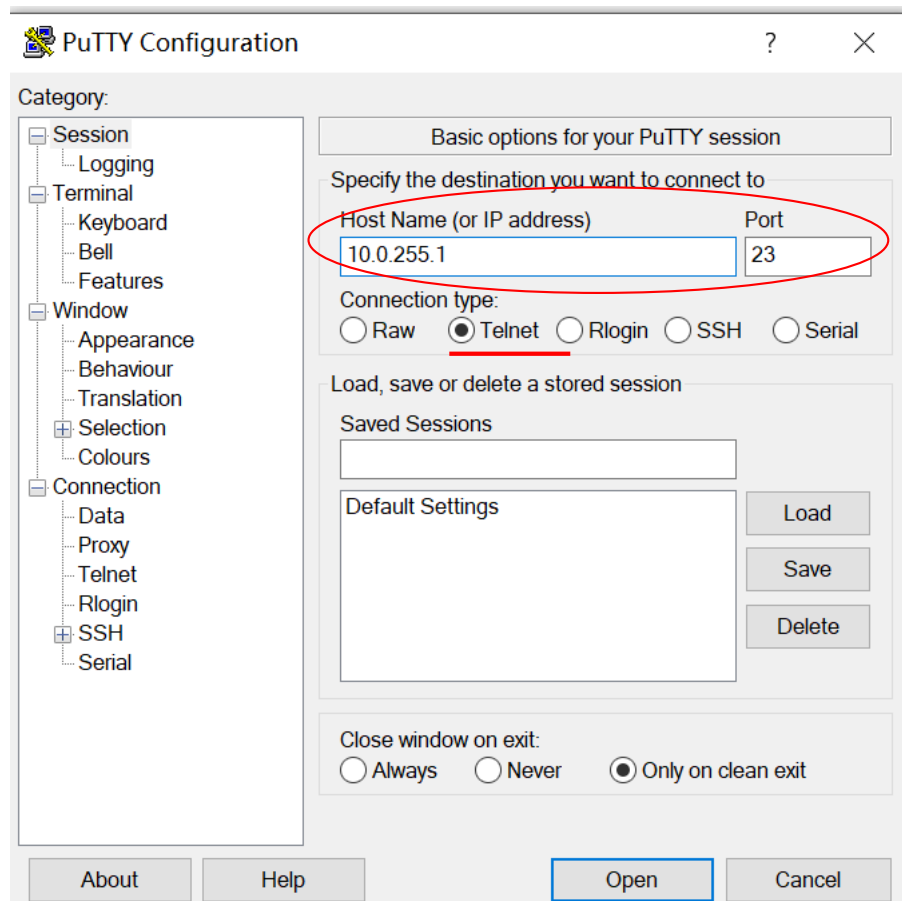 PuTTY Configuration ?
Category:
Session
Logging
Terminal
Keyboard
Bell
Features
Window
Appearance
Behaviour
Translation
Selection
Colours
Connection
Data
Proxy
Telnet
Rlogin
SSH
Serial
Basic options for your PuTTY session
Specify the destination you want to connect to
Host Name (or IP address) Port
10.0.255.1 23
Connection type:
Raw Telnet Rlogin SSH Serial
Load, save or delete a stored session
Saved Sessions
Default Settings
Load
Save
Delete
Close window on exit:
Always Never Only on clean exit
About Help Open Cancel